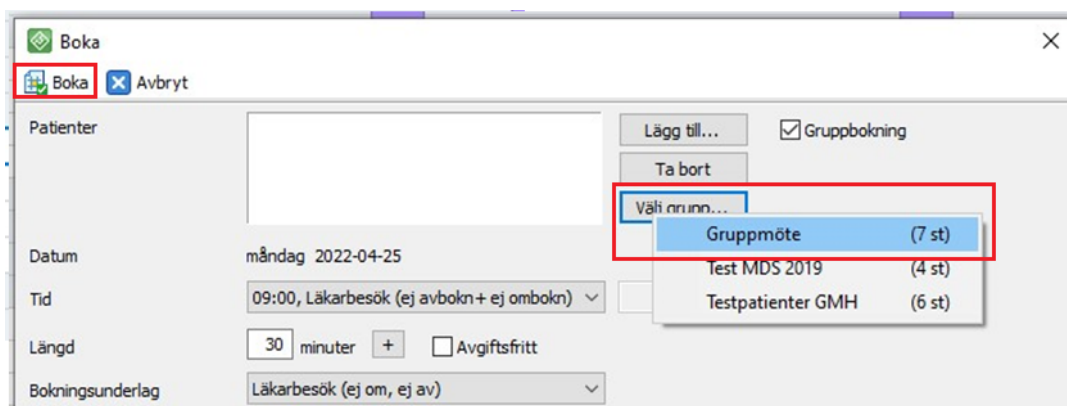 Boka
Boka Avbryt
Patienter Lägg till... Gruppbokning
Ta bort
Välj grupp...
Gruppmöte (7 st)
Datum måndag 2022-04-25
Test MDS 2019 (4 st)
Tid 09:00, Läkarbesök (ej avbokn+ ej ombokn)
Testpatienter GMH (6 st)
Längd 30 minuter + Avgiftsfritt
Bokningsunderlag Läkarbesök (ej om, ej av)